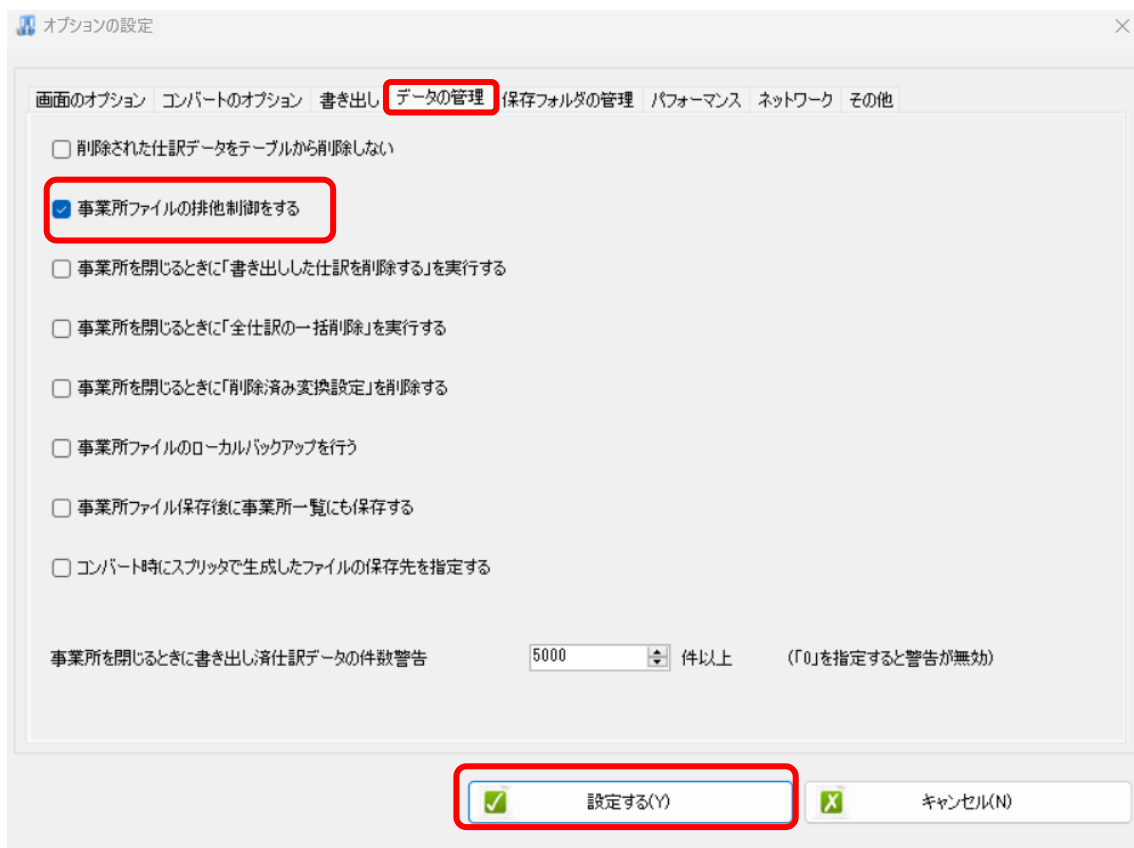 オプションの設定
画面のオプション コンバートのオプション 書き出し データの管理 保存フォルダの管理 パフォーマンス ネットワーク その他
削除された仕訳データをテーブルから削除しない
事業所ファイルの排他制御をする
事業所を閉じるときに「書き出しした仕訳を削除する」を実行する
事業所を閉じるときに「全仕訳の一括削除」を実行する
事業所を閉じるときに「削除済み変換設定」を削除する
事業所ファイルのローカルバックアップを行う
事業所ファイル保存後に事業所一覧にも保存する
コンバート時にスプリッタで生成したファイルの保存先を指定する
事業所を閉じるときに書き出し済仕訳データの件数警告 5000 件以上 (「0」を指定すると警告が無効)
設定する(Y) キャンセル(N)